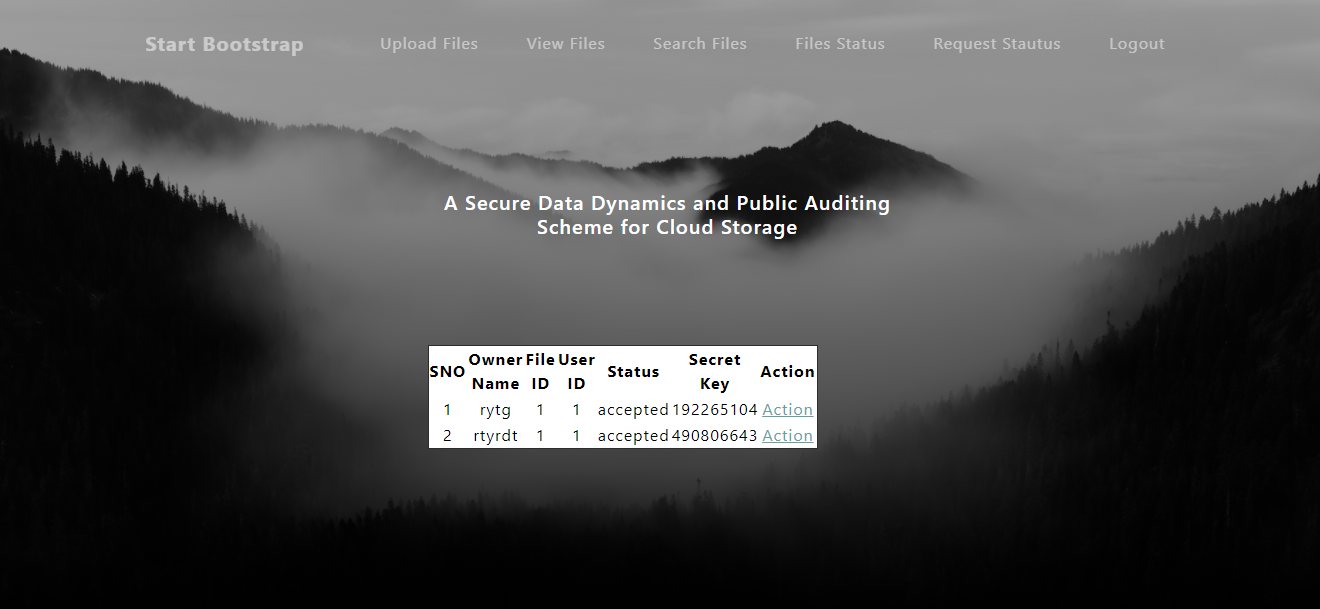 Start Bootstrap Upload Files View Files Search Files Files Status Request Stautus Logout
A Secure Data Dynamics and Public Auditing
Scheme for Cloud Storage
SNO Owner Name File ID User ID Status Secret Key Action
1 rytg 1 1 accepted 192265104 Action
2 rtyrdt 1 1 accepted 490806643 Action